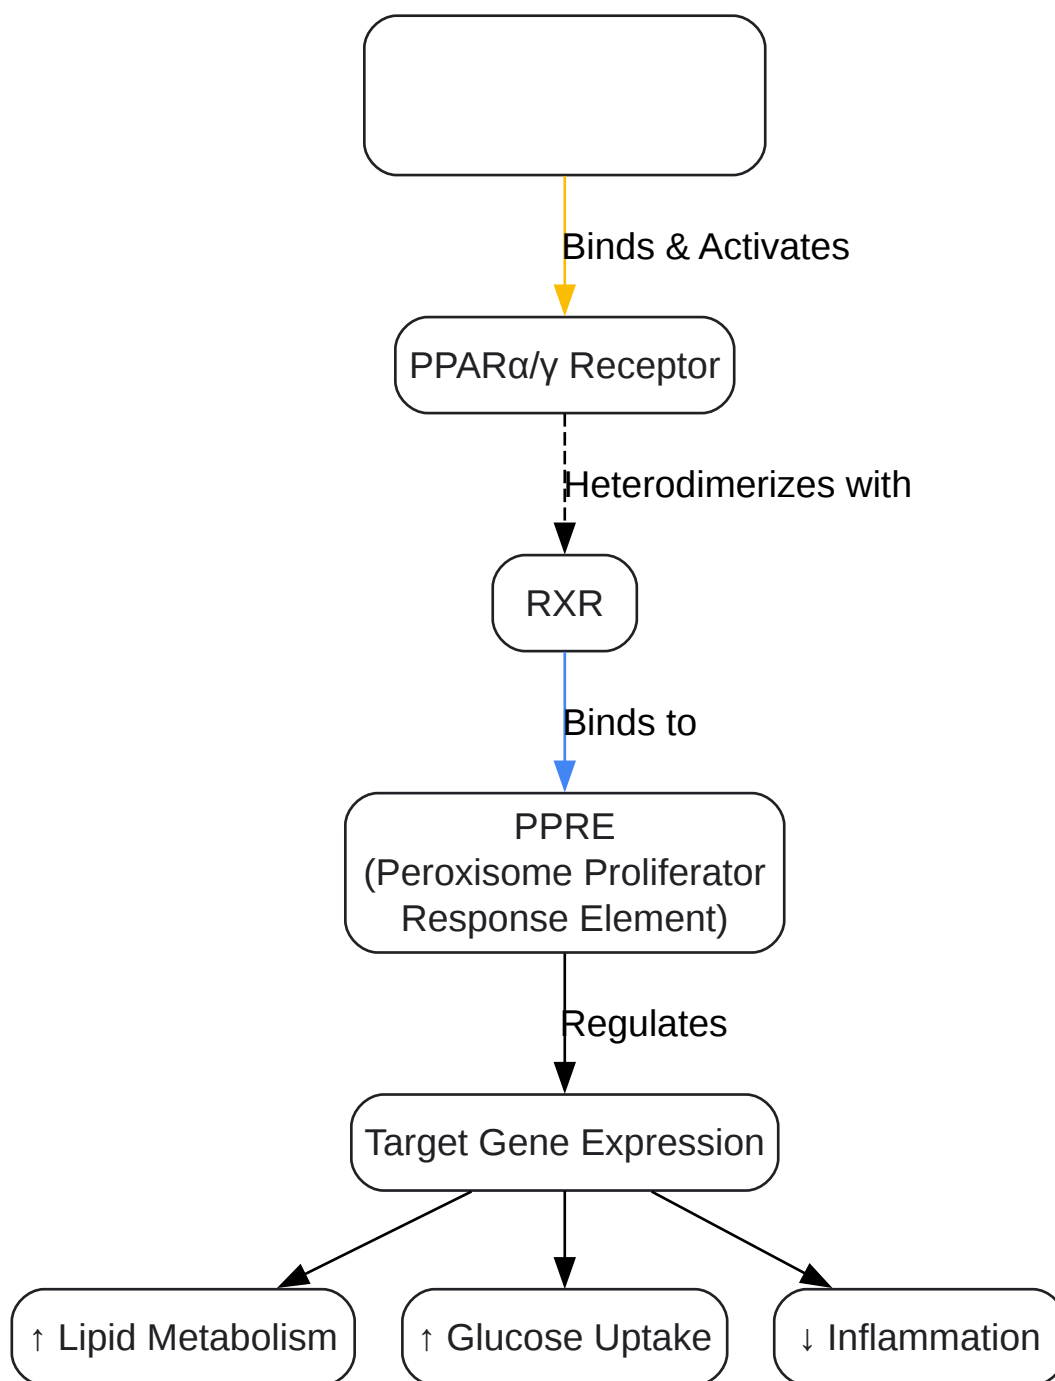 Binds & Activates
PPARα/γ Receptor
Heterodimerizes with
RXR
Binds to
PPRE
(Peroxisome Proliferator
Response Element)
Regulates
Target Gene Expression
↑ Lipid Metabolism
↑ Glucose Uptake
↓ Inflammation